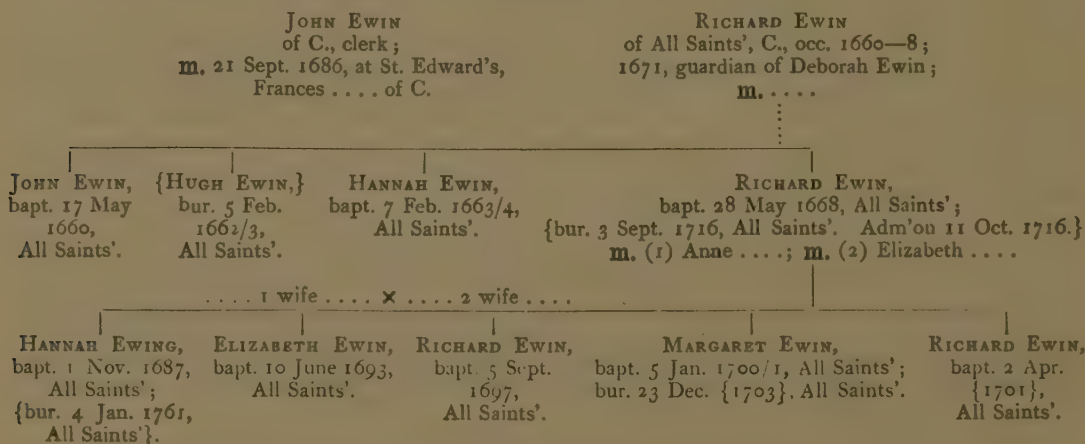 JOHN EWIN
of C., clerk;
m. 21 Sept. 1686, at St. Edward's,
Frances . . . . of C.
RICHARD EWIN
of All Saints', C., occ. 1660—8;
1671, guardian of Deborah Ewin;
m. . . . .
JOHN EWIN,
bapt. 17 May
1660,
All Saints'.
{HUGH EWIN,}
bur. 5 Feb.
1662/3,
All Saints'.
HANNAH EWIN,
bapt. 7 Feb. 1663/4,
All Saints'.
RICHARD EWIN,
bapt. 28 May 1668, All Saints';
{bur. 3 Sept. 1716, All Saints'. Adm'on 11 Oct. 1716.}
m. (1) Anne . . . .; m. (2) Elizabeth . . . .
. . . . 1 wife . . . . × . . . . 2 wife . . . .
HANNAH EWING,
bapt. 1 Nov. 1687,
All Saints';
{bur. 4 Jan. 1761,
All Saints'}.
ELIZABETH EWIN,
bapt. 10 June 1693,
All Saints'.
RICHARD EWIN,
bapt. 5 Sept.
1697,
All Saints'.
MARGARET EWIN,
bapt. 5 Jan. 1700/1, All Saints';
bur. 23 Dec. {1703}, All Saints'.
RICHARD EWIN,
bapt. 2 Apr.
{1701},
All Saints'.